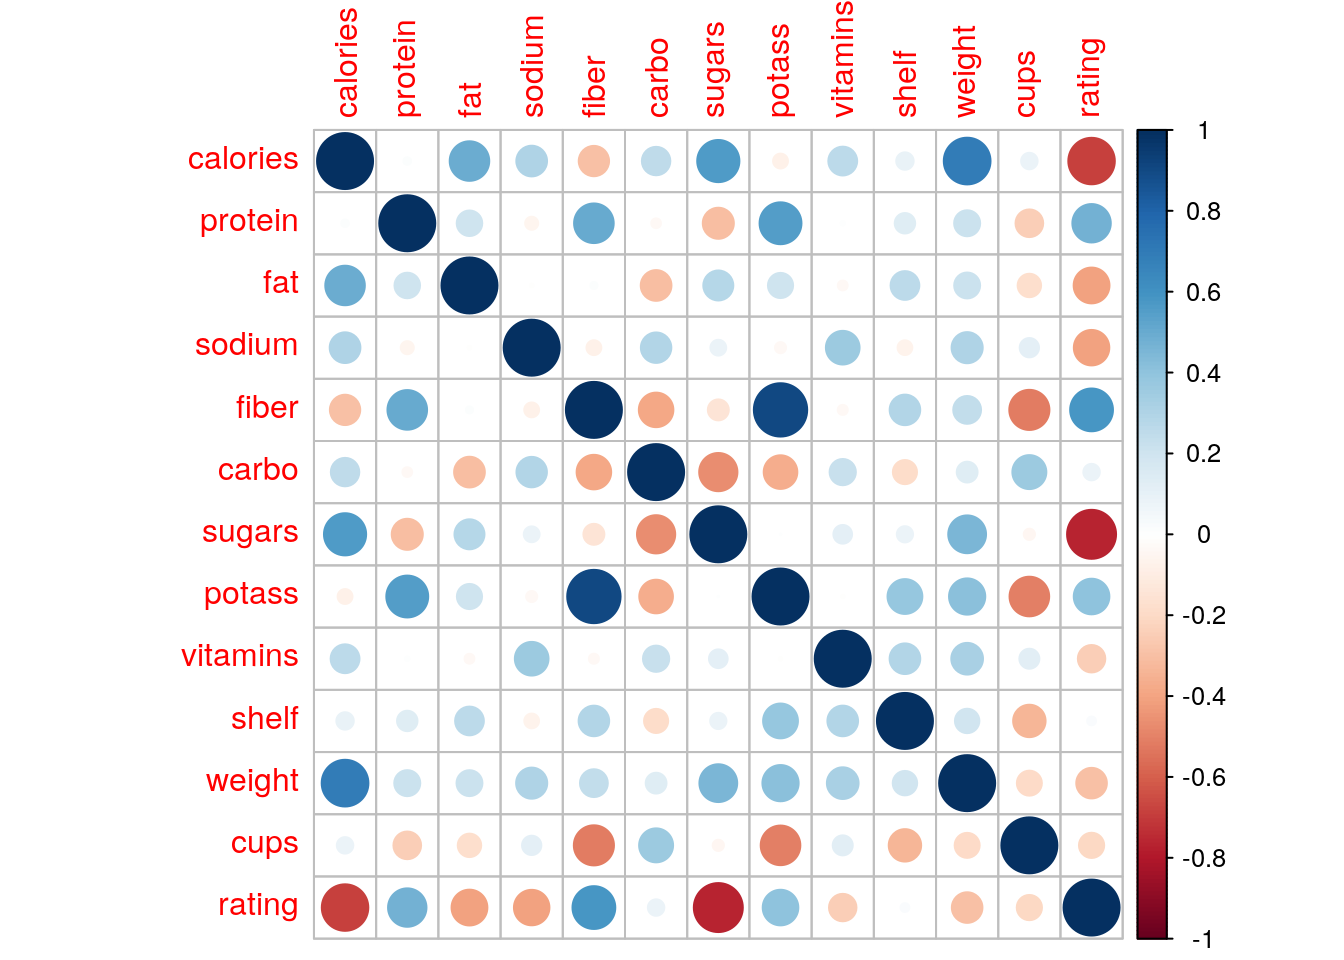 calories protein fat sodium fiber carbo sugars potass vitamins shelf weight cups rating
calories
protein
fat
sodium
fiber
carbo
sugars
potass
vitamins
shelf
weight
cups
rating
1
0.8
0.6
0.4
0.2
0
-0.2
-0.4
-0.6
-0.8
-1